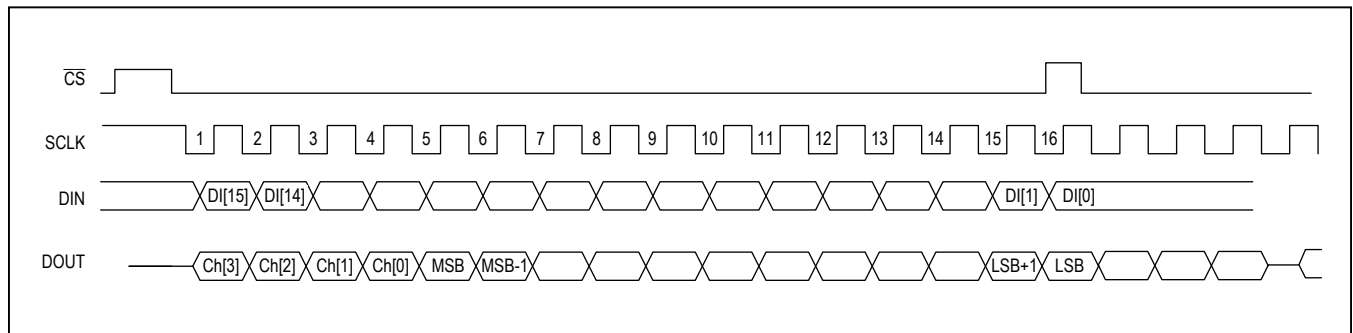 CS
SCLK 1 2 3 4 5 6 7 8 9 10 11 12 13 14 15 16
DIN DI[15] DI[14] DI[1] DI[0]
DOUT Ch[3] Ch[2] Ch[1] Ch[0] MSB MSB-1 LSB+1 LSB